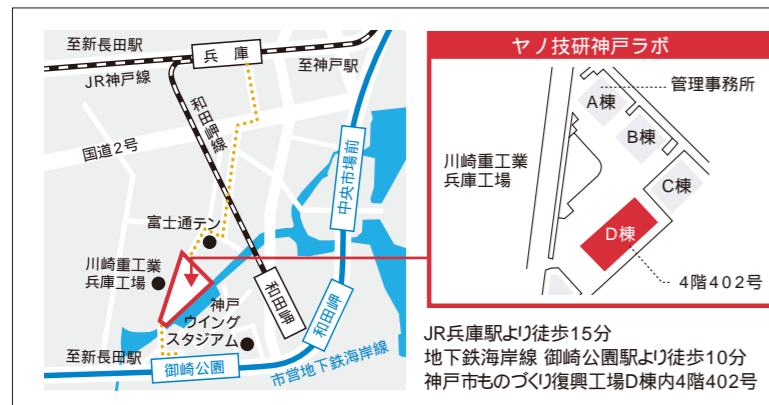 至新長田駅
兵庫
至神戸駅
JR神戸線
和田岬線
国道2号
中央市場前
富士通テン
川崎重工業
兵庫工場
神戸
ウイング
スタジアム
和田岬
和田岬
至新長田駅
御崎公園
市営地下鉄海岸線
ヤノ技研神戸ラボ
管理事務所
A棟
B棟
川崎重工業
兵庫工場
C棟
D棟
4階402号
JR兵庫駅より徒歩15分
地下鉄海岸線 御崎公園駅より徒歩10分
神戸市ものづくり復興工場D棟内4階402号